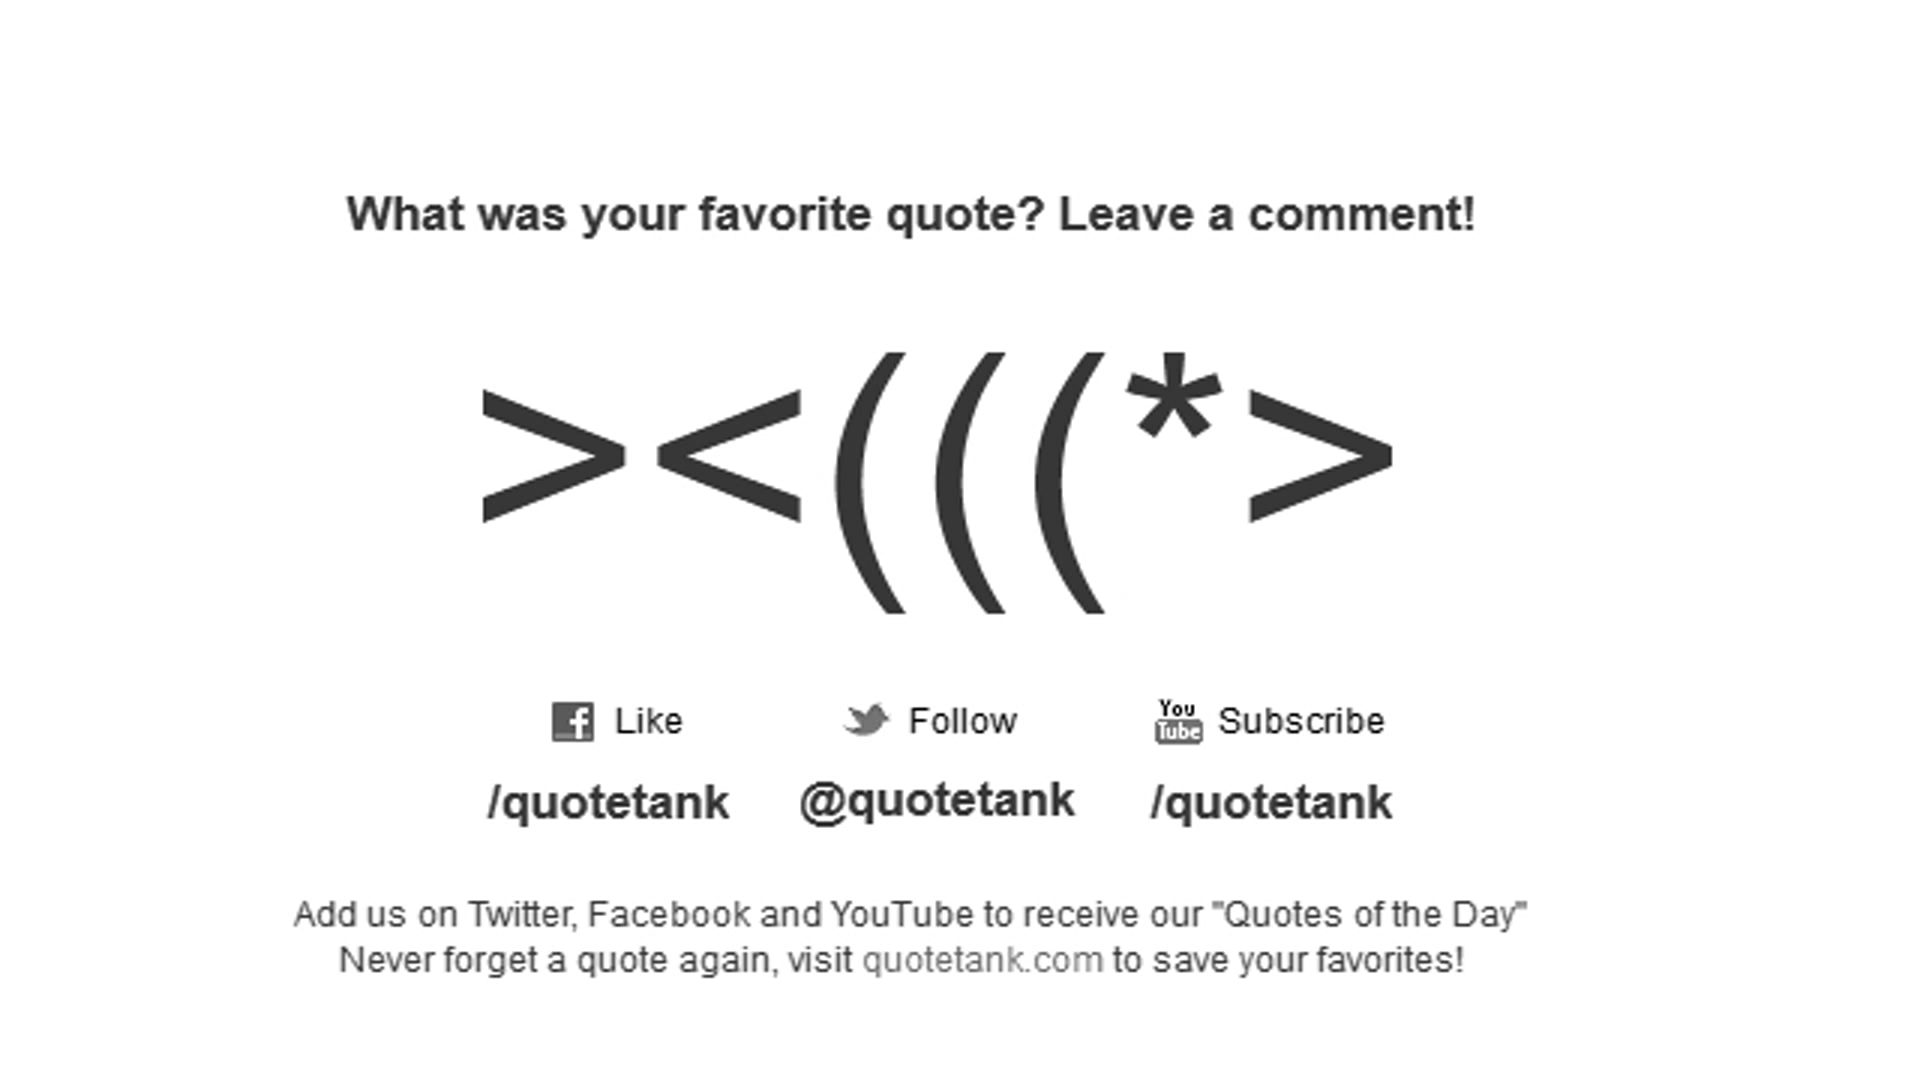 What was your favorite quote? Leave a comment!
><(((*>
f Like
Follow
You Tube Subscribe
/quotetank
@quotetank
/quotetank
Add us on Twitter, Facebook and YouTube to receive our "Quotes of the Day"
Never forget a quote again, visit quotetank.com to save your favorites!